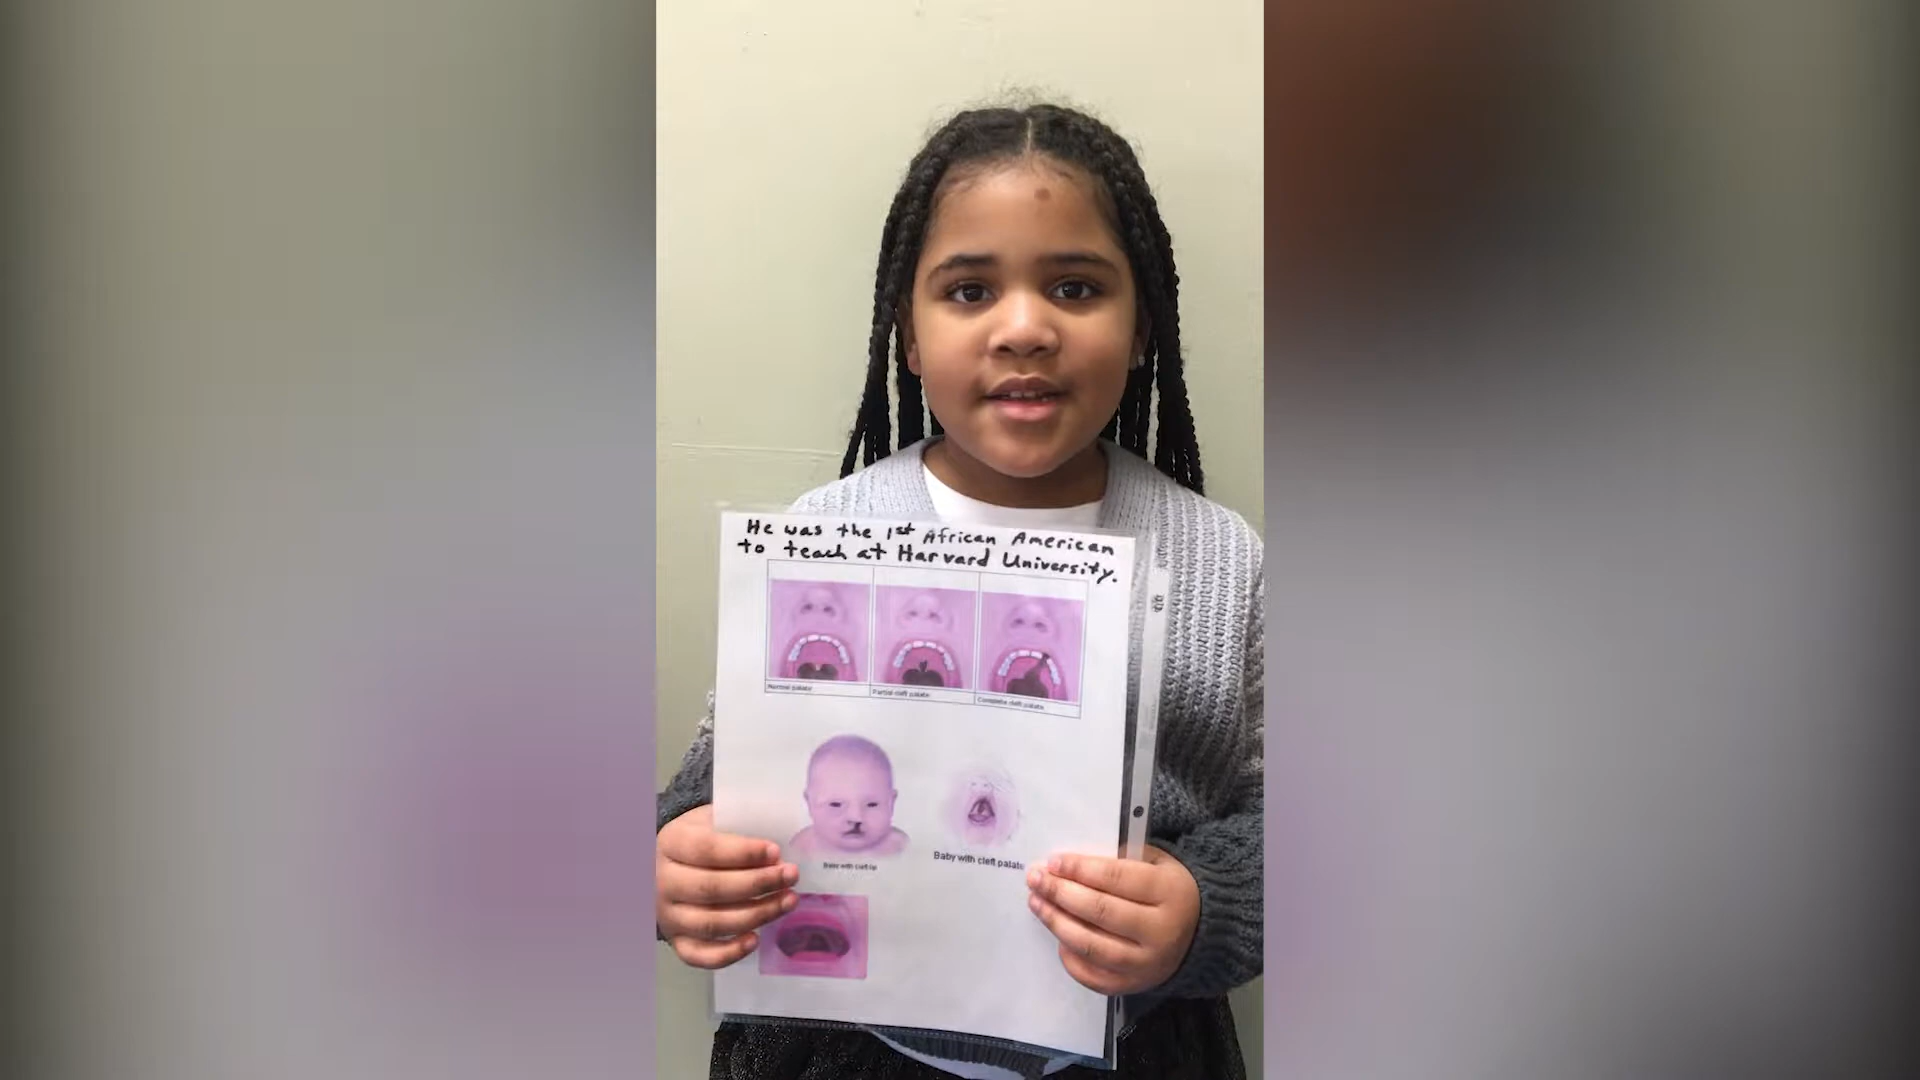 He was the 1st African American
to teach at Harvard University.
Normal palate
Partial cleft palate
Complete cleft palate
Baby with cleft lip
Baby with cleft palate